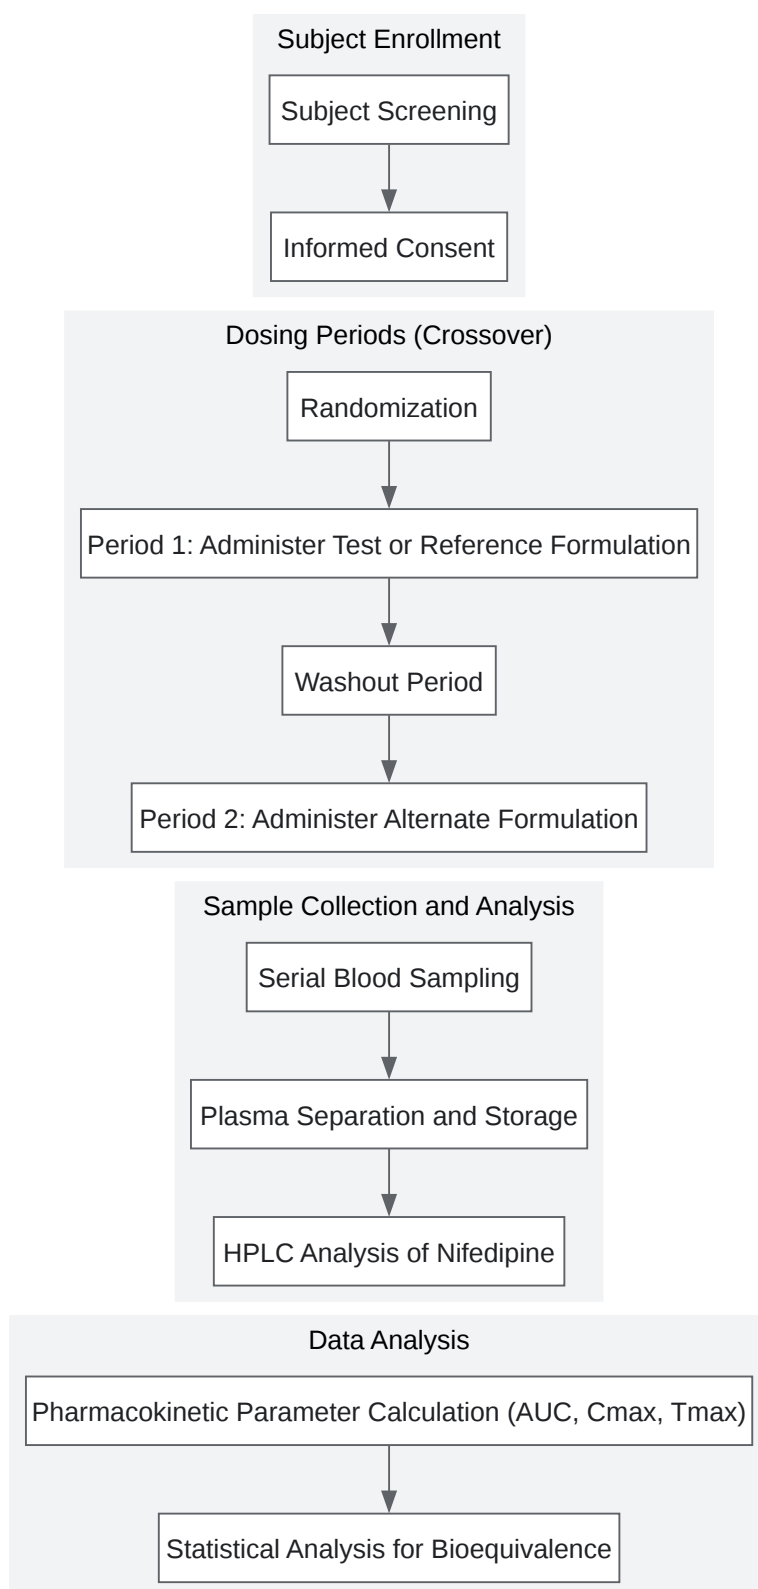 Subject Enrollment
Subject Screening
Informed Consent
Dosing Periods (Crossover)
Randomization
Period 1: Administer Test or Reference Formulation
Washout Period
Period 2: Administer Alternate Formulation
Sample Collection and Analysis
Serial Blood Sampling
Plasma Separation and Storage
HPLC Analysis of Nifedipine
Data Analysis
Pharmacokinetic Parameter Calculation (AUC, Cmax, Tmax)
Statistical Analysis for Bioequivalence